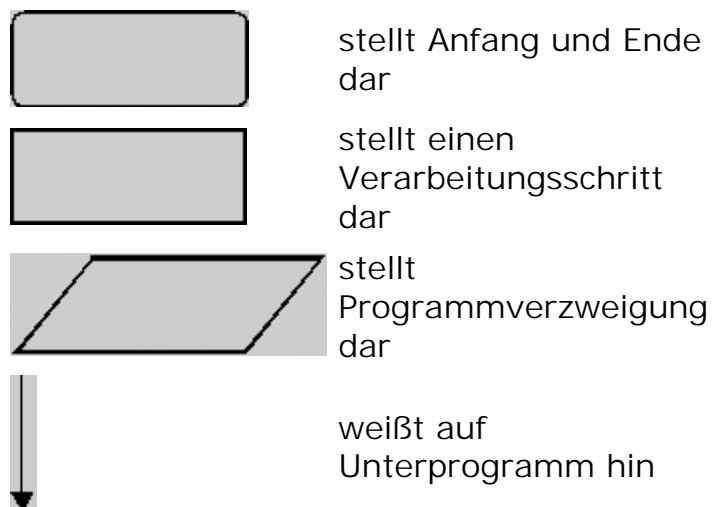 stellt Anfang und Ende
dar
stellt einen
Verarbeitungsschritt
dar
stellt
Programmverzweigung
dar
weißt auf
Unterprogramm hin